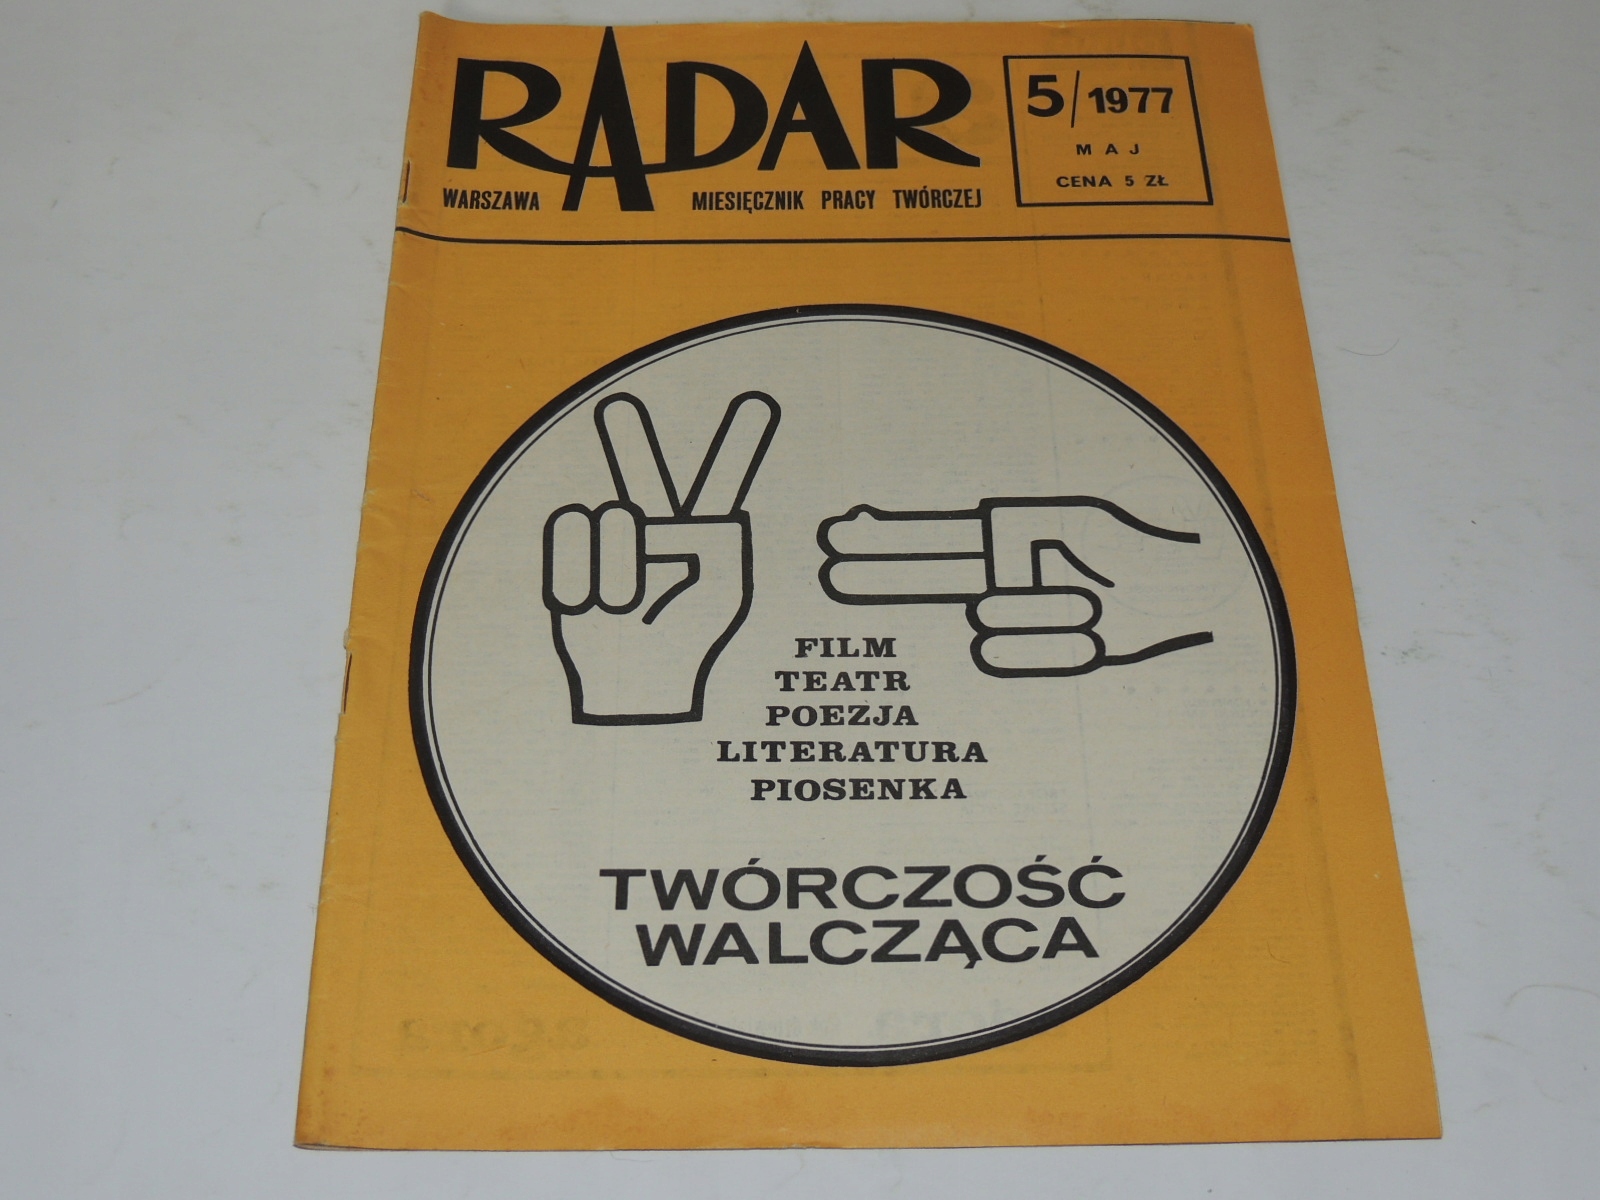 RADAR
WARSZAWA
MIESIĘCZNIK PRACY TWÓRCZEJ
5/1977
MAJ
CENA 5 ZŁ
FILM
TEATR
POEZJA
LITERATURA
PIOSENKA
TWÓRCZOŚĆ
WALCZĄCA